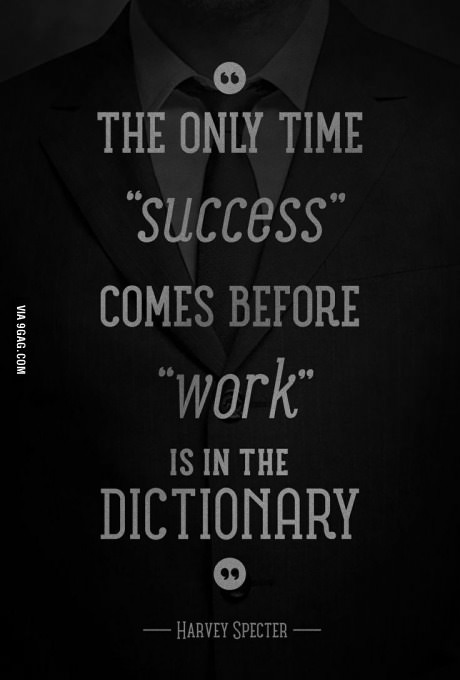 “
THE ONLY TIME
“success”
COMES BEFORE
“work”
IS IN THE
DICTIONARY
”
— HARVEY SPECTER —
VIA 9GAG.COM